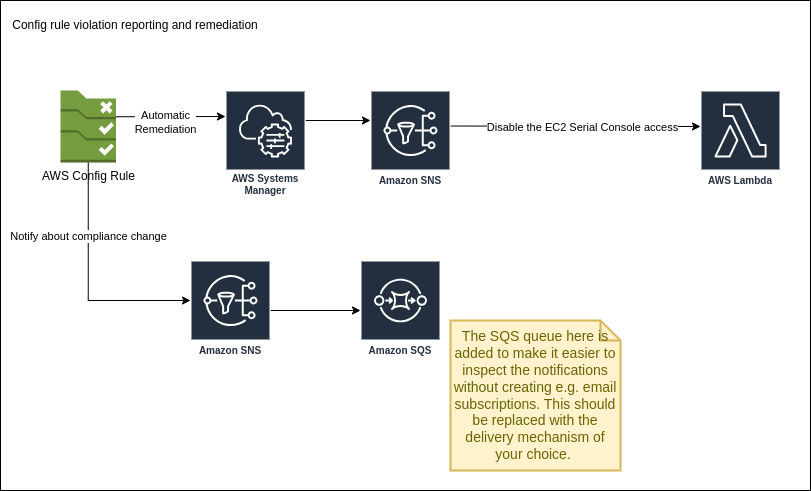 Config rule violation reporting and remediation
Automatic
Remediation
Disable the EC2 Serial Console access
AWS Config Rule
AWS Systems
Manager
Amazon SNS
AWS Lambda
Notify about compliance change
Amazon SNS
Amazon SQS
The SQS queue here is
added to make it easier to
inspect the notifications
without creating e.g. email
subscriptions. This should
be replaced with the
delivery mechanism of
your choice.